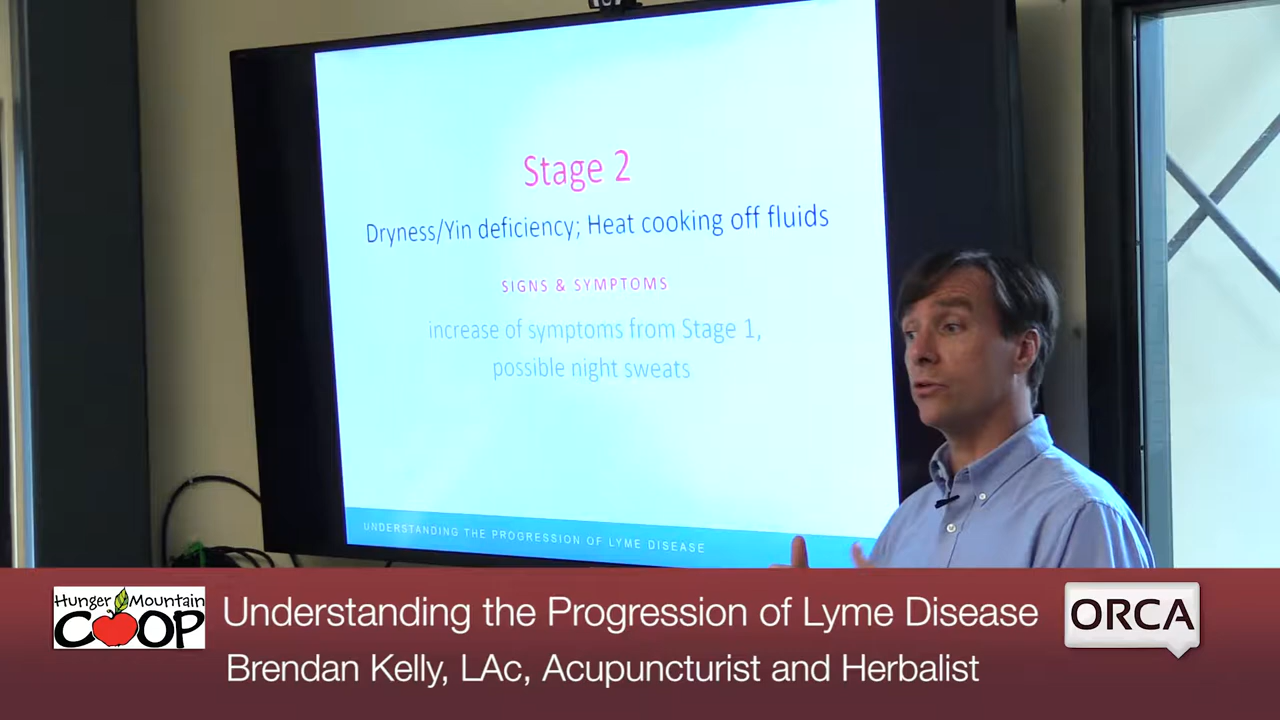 Stage 2
Dryness/Yin deficiency; Heat cooking off fluids
SIGNS & SYMPTOMS
increase of symptoms from Stage 1,
possible night sweats
UNDERSTANDING THE PROGRESSION OF LYME DISEASE
Hunger Mountain
COOP
Understanding the Progression of Lyme Disease
Brendan Kelly, LAc, Acupuncturist and Herbalist
ORCA